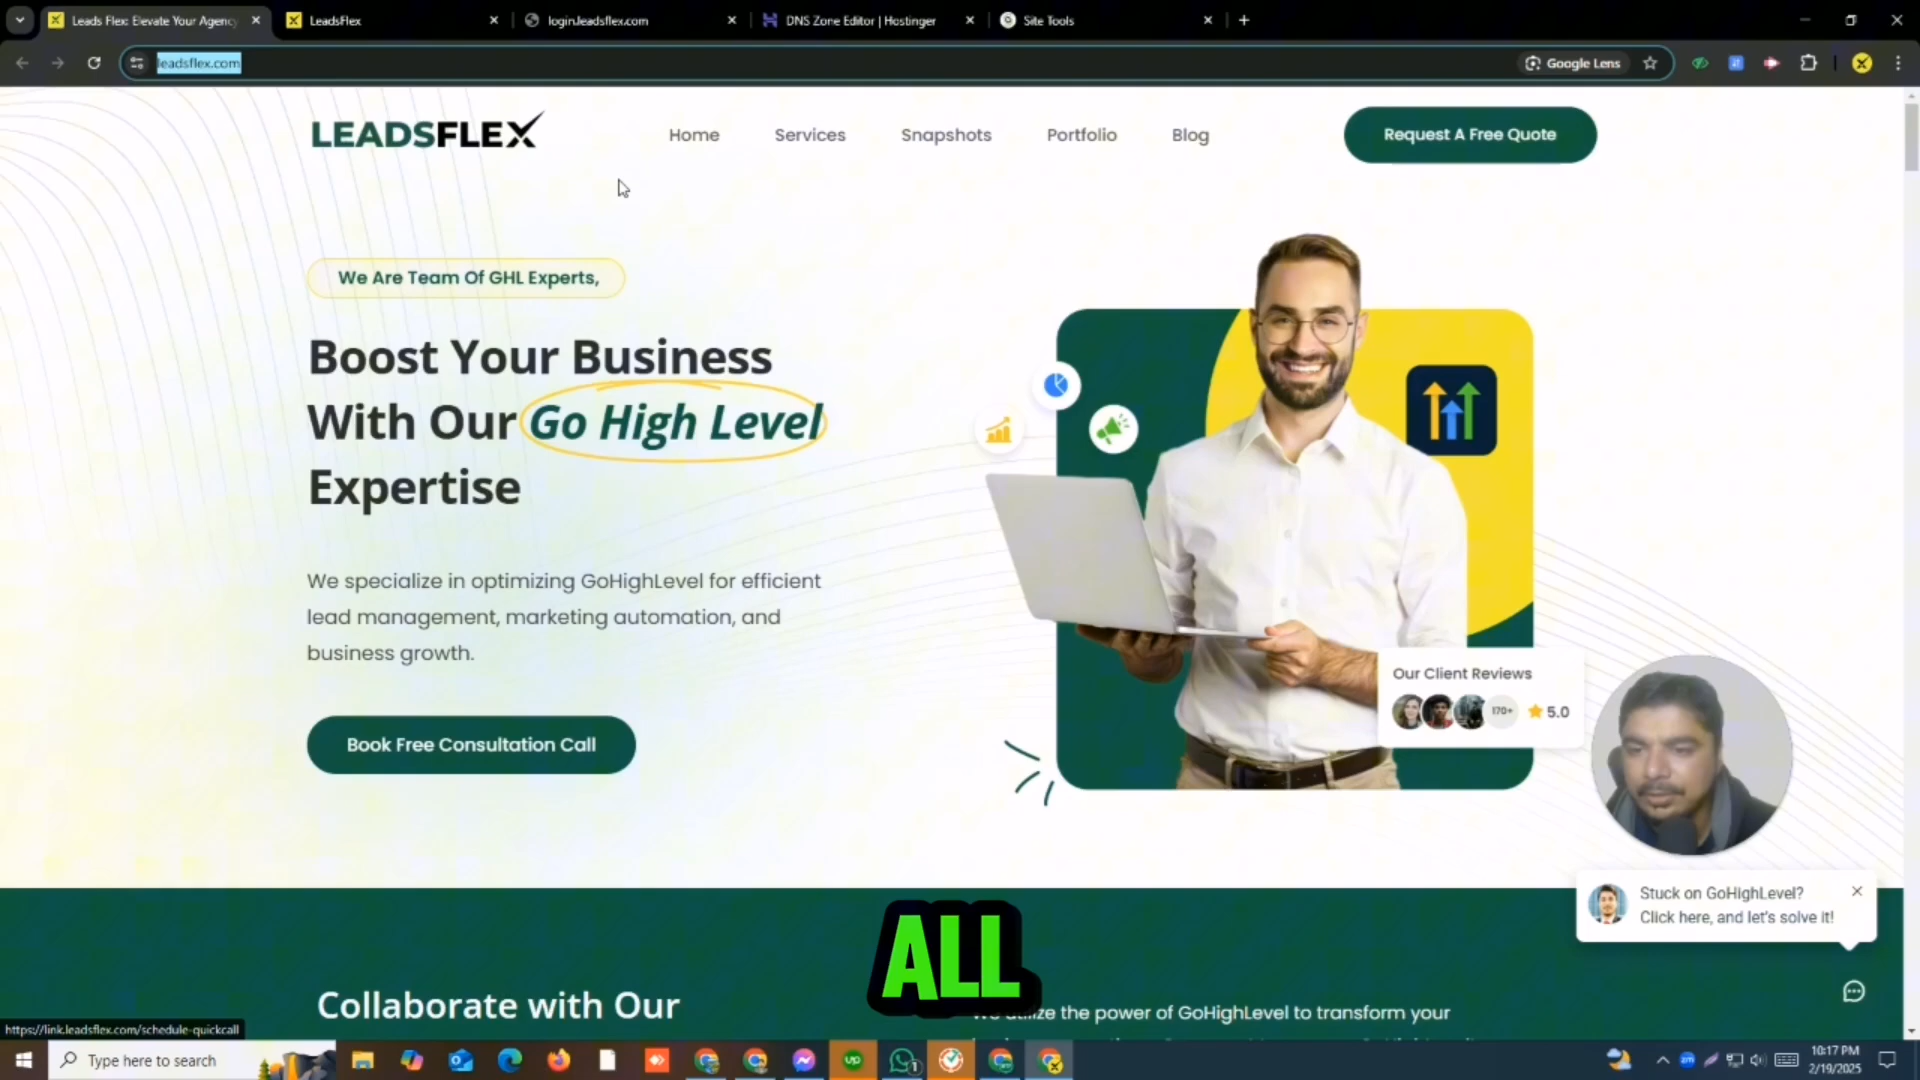 Leads Flex: Elevate Your Agency
LeadsFlex
login.leadsflex.com
DNS Zone Editor | Hostinger
Site Tools
leadsflex.com
Google Lens
LEADSFLEX
Home
Services
Snapshots
Portfolio
Blog
Request A Free Quote
We Are Team Of GHL Experts,
Boost Your Business
With Our Go High Level
Expertise
We specialize in optimizing GoHighLevel for efficient
lead management, marketing automation, and
business growth.
Book Free Consultation Call
Our Client Reviews
170+
5.0
Stuck on GoHighLevel?
Click here, and let's solve it!
ALL
Collaborate with Our
We utilize the power of GoHighLevel to transform your
https://link.leadsflex.com/schedule-quickcall
Type here to search
up
1
zm
10:17 PM
2/19/2025